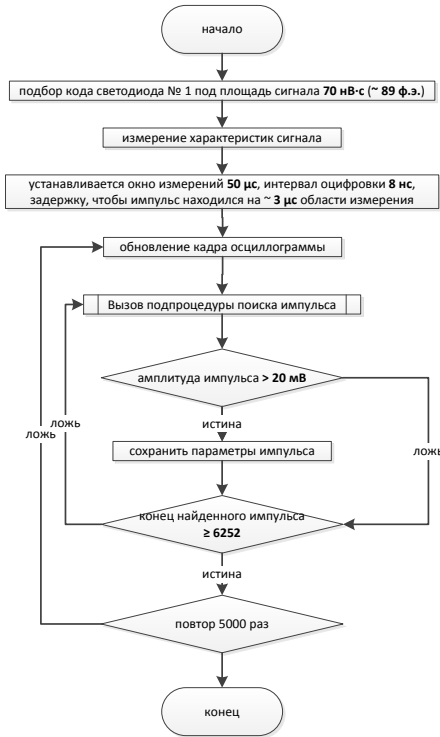 начало
подбор кода светодиода № 1 под площадь сигнала 70 нВ·с (~ 89 ф.э.)
измерение характеристик сигнала
устанавливается окно измерений 50 µс, интервал оцифровки 8 нс,
задержку, чтобы импульс находился на ~ 3 µс области измерения
обновление кадра осциллограммы
Вызов подпроцедуры поиска импульса
амплитуда импульса > 20 мВ
ложь
ложь
истина
ложь
сохранить параметры импульса
конец найденного импульса
≥ 6252
истина
повтор 5000 раз
конец